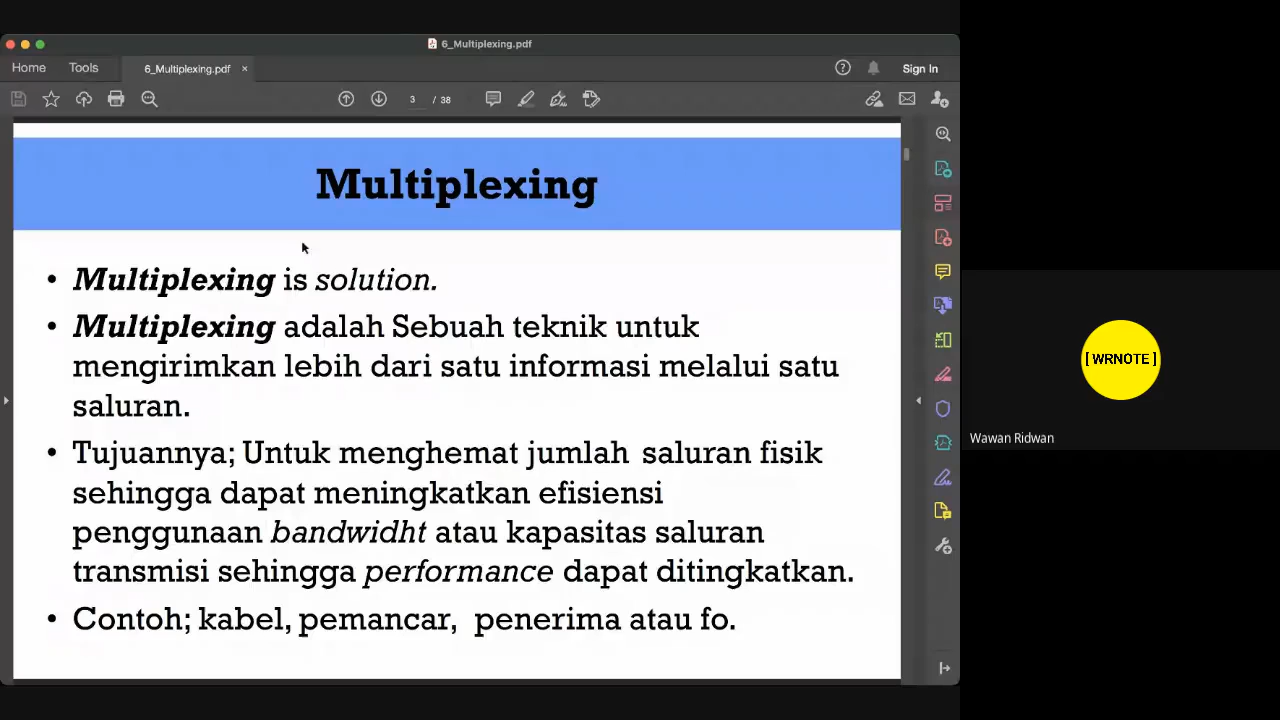 6_Multiplexing.pdf
Home Tools 6_Multiplexing.pdf × Sign In
3 / 38
Multiplexing
• Multiplexing is solution.
• Multiplexing adalah Sebuah teknik untuk
mengirimkan lebih dari satu informasi melalui satu
saluran.
• Tujuannya; Untuk menghemat jumlah saluran fisik
sehingga dapat meningkatkan efisiensi
penggunaan bandwidht atau kapasitas saluran
transmisi sehingga performance dapat ditingkatkan.
• Contoh; kabel, pemancar, penerima atau fo.
[ WRNOTE ]
Wawan Ridwan